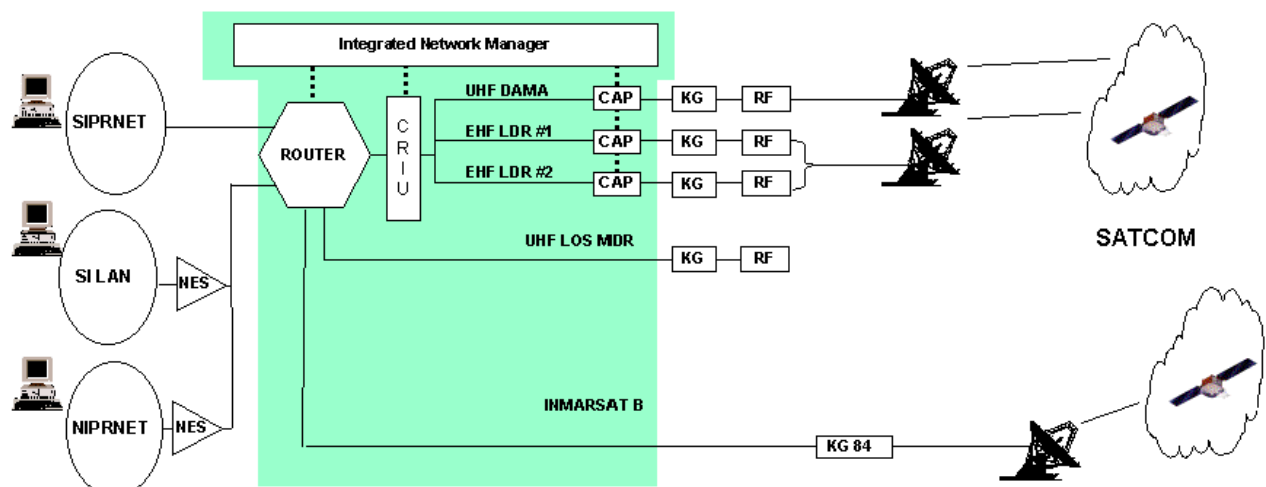 Integrated Network Manager
UHF DAMA
CAP
KG
RF
SIPRNET
ROUTER
C
R
I
U
EHF LDR #1
CAP
KG
RF
EHF LDR #2
CAP
KG
RF
SATCOM
UHF LOS MDR
KG
RF
SI LAN
NES
INMARSAT B
NIPRNET
NES
KG 84